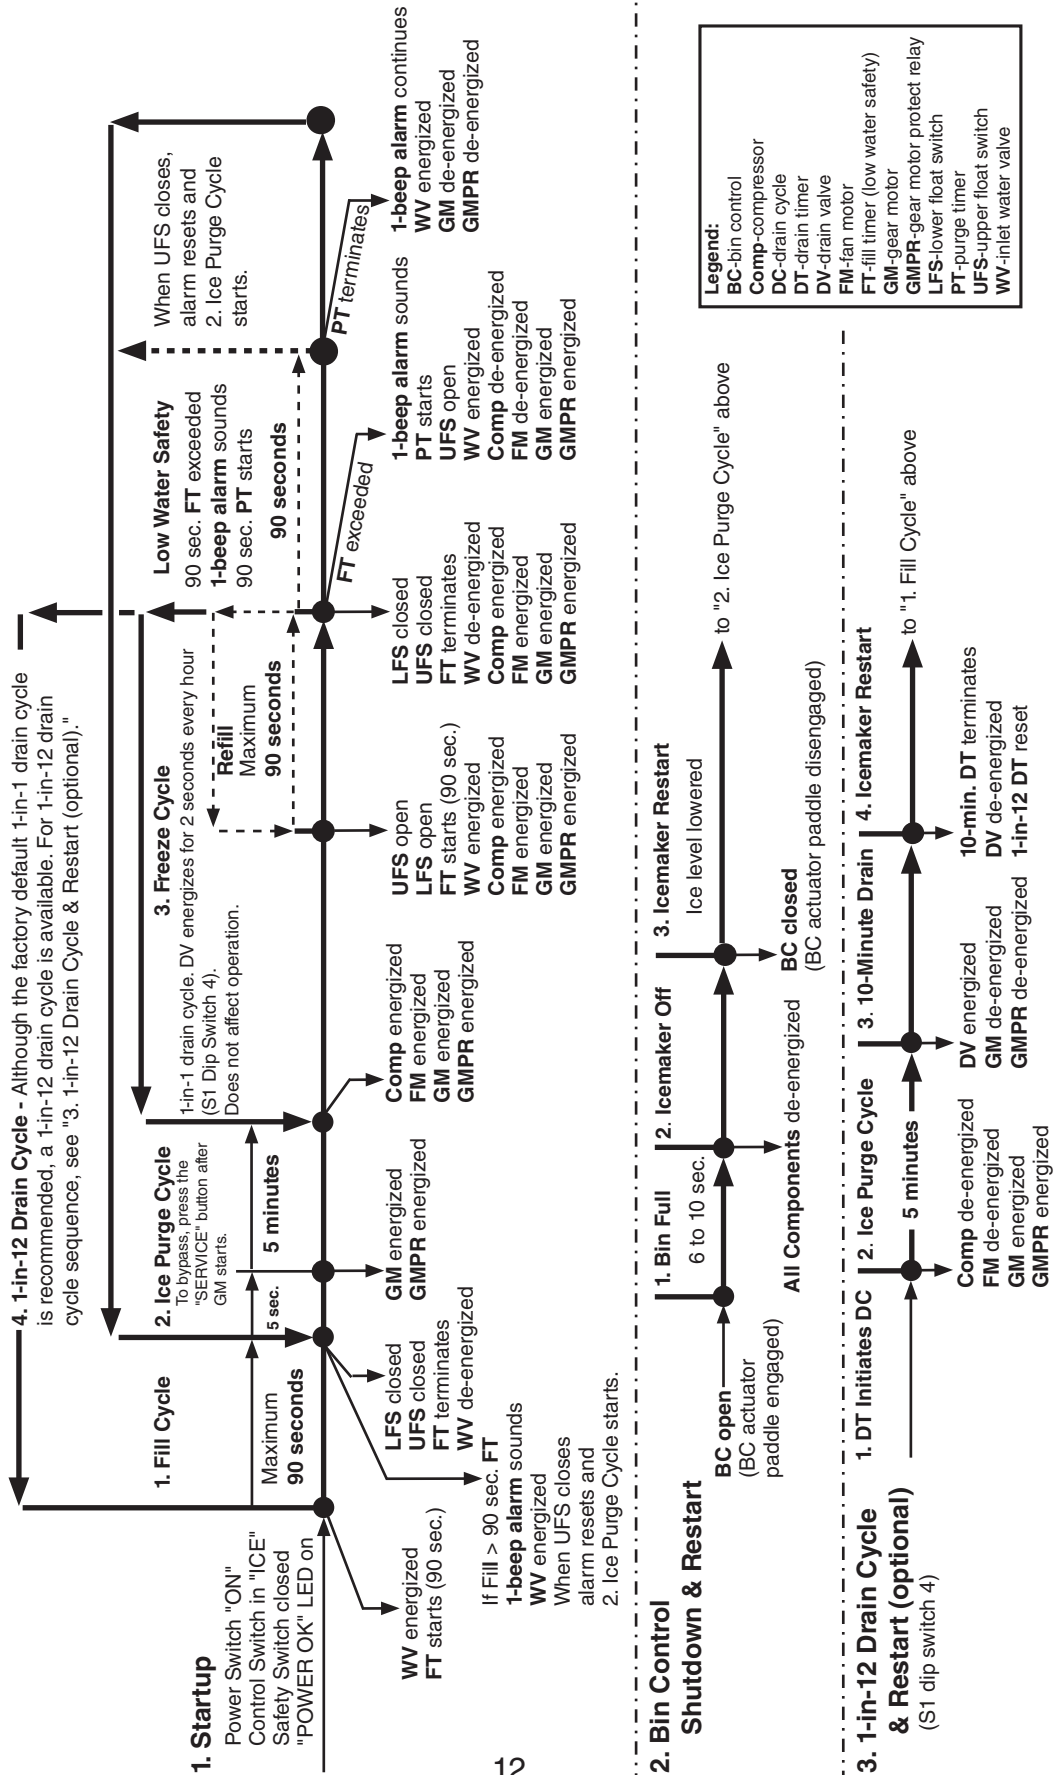 1. Startup
Power Switch "ON"
Control Switch in "ICE"
Safety Switch closed
"POWER OK" LED on
4. 1-in-12 Drain Cycle - Although the factory default 1-in-1 drain cycle
is recommended, a 1-in-12 drain cycle is available. For 1-in-12 drain
cycle sequence, see "3. 1-in-12 Drain Cycle & Restart (optional)."
1. Fill Cycle
Maximum
90 seconds
2. Ice Purge Cycle
To bypass, press the
"SERVICE" button after
GM starts.
5 sec.
5 minutes
3. Freeze Cycle
1-in-1 drain cycle. DV energizes for 2 seconds every hour
(S1 Dip Switch 4).
Does not affect operation.
Refill
Maximum
90 seconds
Low Water Safety
90 sec. FT exceeded
1-beep alarm sounds
90 sec. PT starts
90 seconds
When UFS closes,
alarm resets and
2. Ice Purge Cycle
starts.
WV energized
FT starts (90 sec.)
If Fill > 90 sec. FT
1-beep alarm sounds
WV energized
When UFS closes
alarm resets and
2. Ice Purge Cycle starts.
LFS closed
UFS closed
FT terminates
WV de-energized
GM energized
GMPR energized
Comp energized
FM energized
GM energized
GMPR energized
UFS open
LFS open
FT starts (90 sec.)
WV energized
Comp energized
FM energized
GM energized
GMPR energized
LFS closed
UFS closed
FT terminates
WV de-energized
Comp energized
FM energized
GM energized
GMPR energized
FT exceeded
1-beep alarm sounds
PT starts
UFS open
WV energized
Comp de-energized
FM de-energized
GM energized
GMPR energized
PT terminates
1-beep alarm continues
WV energized
GM de-energized
GMPR de-energized
12
2. Bin Control
Shutdown & Restart
BC open
(BC actuator
paddle engaged)
1. Bin Full
6 to 10 sec.
2. Icemaker Off
All Components de-energized
3. Icemaker Restart
Ice level lowered
BC closed
(BC actuator paddle disengaged)
to "2. Ice Purge Cycle" above
3. 1-in-12 Drain Cycle
& Restart (optional)
(S1 dip switch 4)
1. DT Initiates DC
2. Ice Purge Cycle
5 minutes
Comp de-energized
FM de-energized
GM energized
GMPR energized
3. 10-Minute Drain
DV energized
GM de-energized
GMPR de-energized
4. Icemaker Restart
10-min. DT terminates
DV de-energized
1-in-12 DT reset
to "1. Fill Cycle" above
Legend:
BC-bin control
Comp-compressor
DC-drain cycle
DT-drain timer
DV-drain valve
FM-fan motor
FT-fill timer (low water safety)
GM-gear motor
GMPR-gear motor protect relay
LFS-lower float switch
PT-purge timer
UFS-upper float switch
WV-inlet water valve